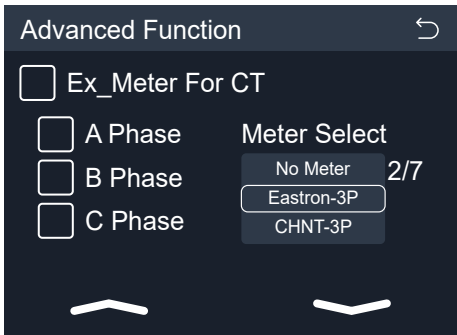 Advanced Function
Ex_Meter For CT
A Phase
B Phase
C Phase
Meter Select
No Meter
2/7
Eastron-3P
CHNT-3P